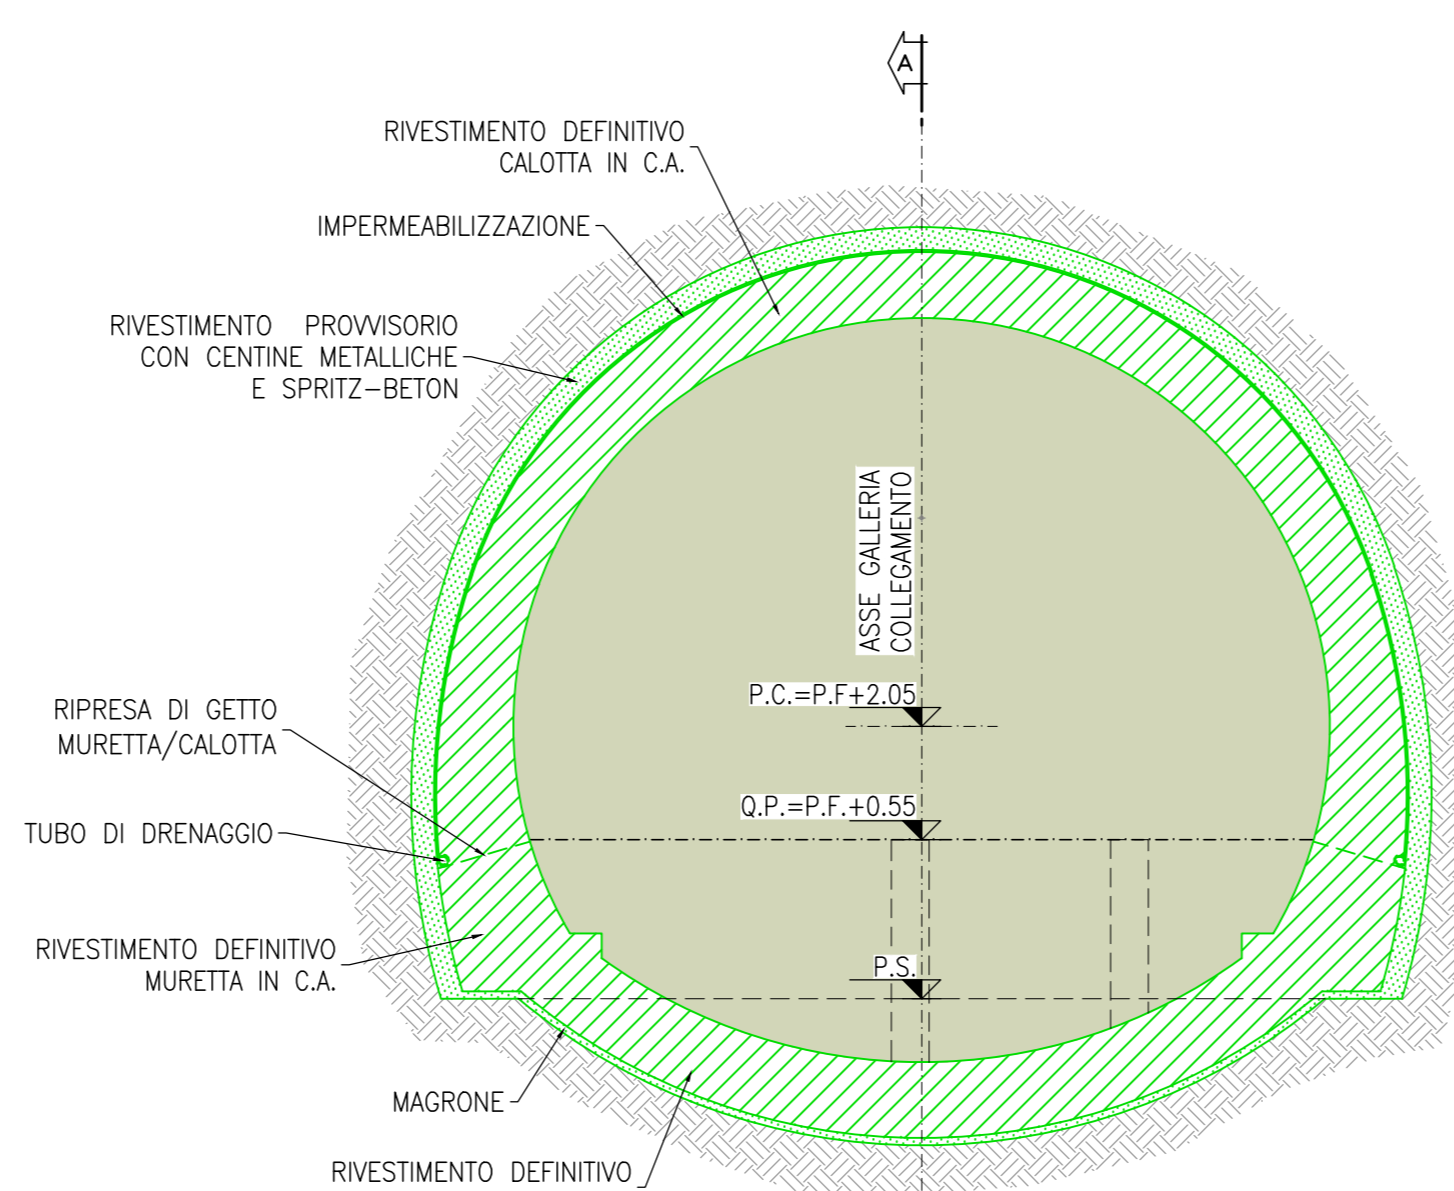 A
RIVESTIMENTO DEFINITIVO
CALOTTA IN C.A.
IMPERMEABILIZZAZIONE
RIVESTIMENTO PROVVISORIO
CON CENTINE METALLICHE
E SPRITZ-BETON
ASSE GALLERIA
COLLEGAMENTO
P.C.=P.F+2.05
RIPRESA DI GETTO
MURETTA/CALOTTA
Q.P.=P.F.+0.55
TUBO DI DRENAGGIO
RIVESTIMENTO DEFINITIVO
MURETTA IN C.A.
P.S.
MAGRONE
RIVESTIMENTO DEFINITIVO